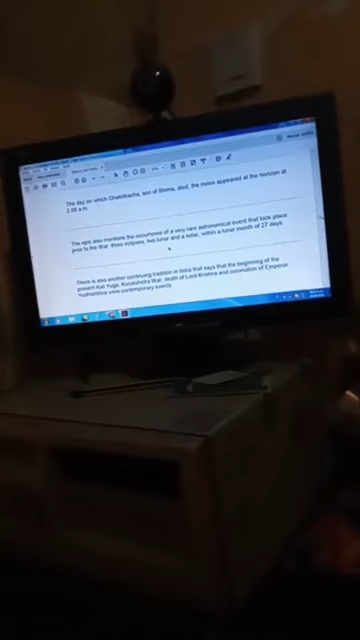 The day on which Ghatotkacha, son of Bhima, died, the moon appeared at the horizon at
2.00 a.m.
The epic also mentions the occurrence of a very rare astronomical event that took place
prior to the War: three eclipses, two lunar and a solar, within a lunar month of 27 days.
There is also another continuing tradition in India that says that the beginning of the
present Kali Yuga, Kurukshetra War, death of Lord Krishna and coronation of Emperor
Yudhishthira were contemporary events